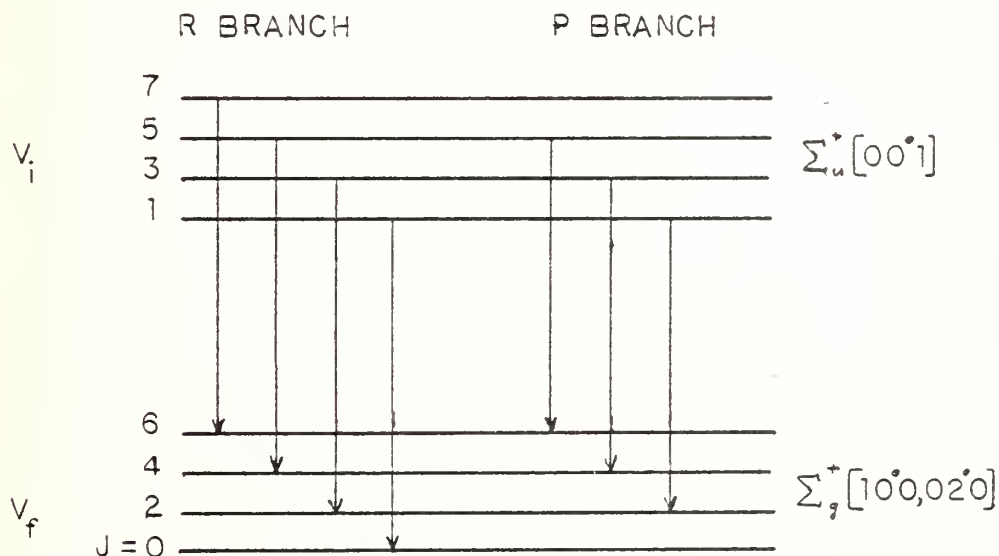 R BRANCH P BRANCH
7
5
V_i 3 Σ_u^+[00°1]
1
6
4 Σ_g^+[10°0,02°0]
V_f 2
J=0